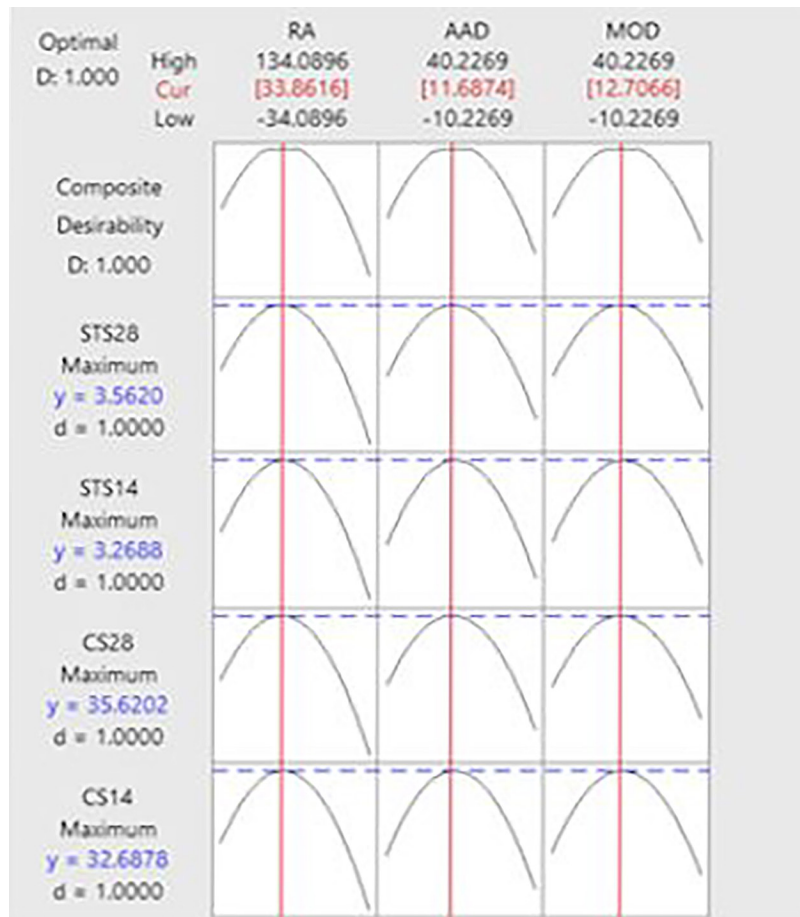 Optimal
D: 1.000
RA AAD MOD
High 134.0896 40.2269 40.2269
Cur [33.8616] [11.6874] [12.7066]
Low -34.0896 -10.2269 -10.2269
Composite
Desirability
D: 1.000
STS28
Maximum
y = 3.5620
d = 1.0000
STS14
Maximum
y = 3.2688
d = 1.0000
CS28
Maximum
y = 35.6202
d = 1.0000
CS14
Maximum
y = 32.6878
d = 1.0000